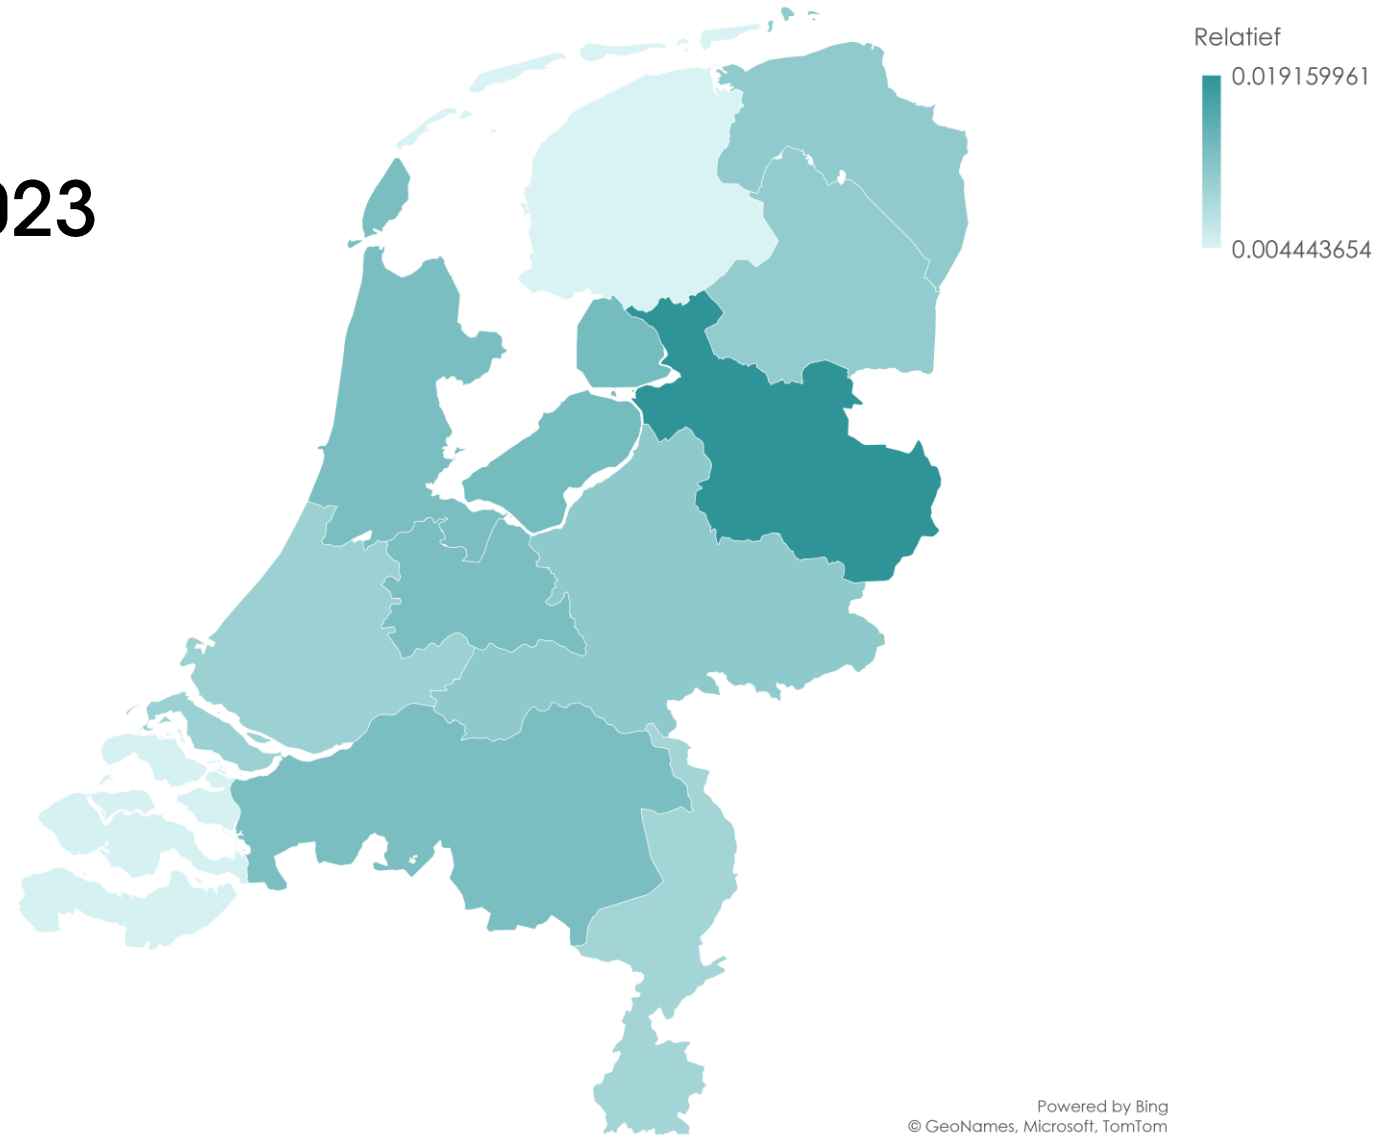 Relatief
0.019159961
0.004443654
023
Powered by Bing
© GeoNames, Microsoft, TomTom